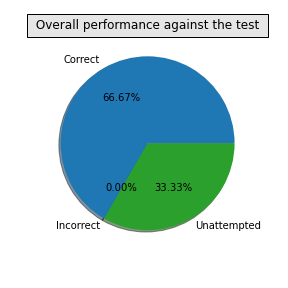 Overall performance against the test
Correct
66.67%
0.00%
33.33%
Incorrect
Unattempted